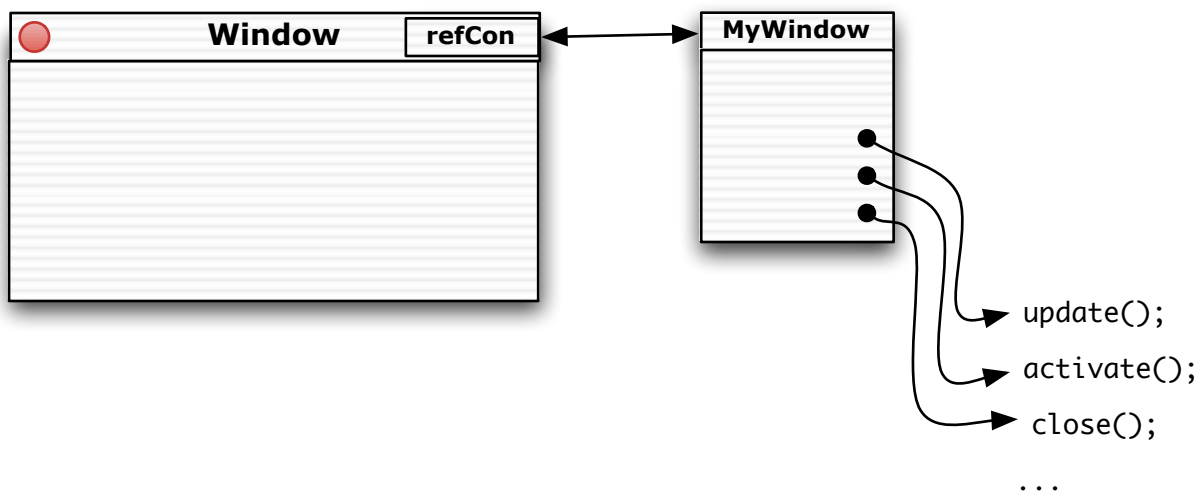 Window
refCon
MyWindow
update();
activate();
close();
...